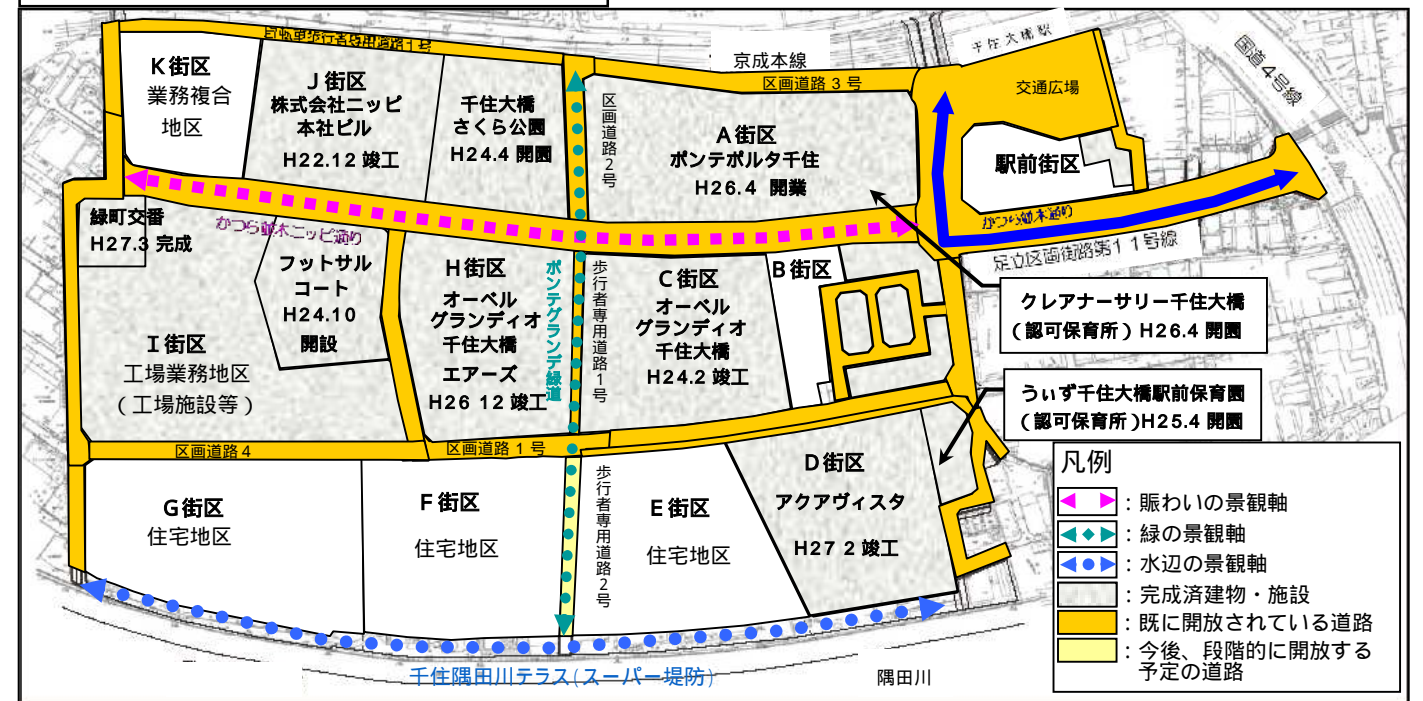 自転車歩行者専用道路1号
京成本線
千住大橋駅
国道4号線
K街区
業務複合
地区
J街区
株式会社ニッピ
本社ビル
H22.12 竣工
千住大橋
さくら公園
H24.4 開園
区画道路2号
区画道路3号
A街区
ポンテポルタ千住
H26.4 開業
交通広場
駅前街区
緑町交番
H27.3 完成
かつら並木ニッピ通り
かつら並木通り
足立区画街路第11号線
フットサル
コート
H24.10
開設
I街区
工場業務地区
(工場施設等)
H街区
オーベル
グランディオ
千住大橋
エアーズ
H26 12 竣工
ポンテグランデ緑道
歩行者専用道路1号
C街区
オーベル
グランディオ
千住大橋
H24.2 竣工
B街区
クレアナーサリー千住大橋
(認可保育所)H26.4 開園
うぃず千住大橋駅前保育園
(認可保育所)H25.4 開園
区画道路4
区画道路1号
G街区
住宅地区
F街区
住宅地区
歩行者専用道路2号
E街区
住宅地区
D街区
アクアヴィスタ
H27 2 竣工
千住隅田川テラス(スーパー堤防)
隅田川
凡例
:賑わいの景観軸
:緑の景観軸
:水辺の景観軸
:完成済建物・施設
:既に開放されている道路
:今後、段階的に開放する
予定の道路